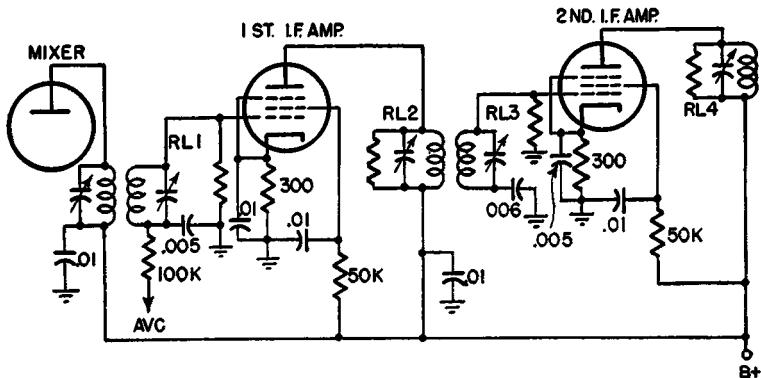 2 ND. I.F. AMP.
1 ST. I.F. AMP.
MIXER
RL1
RL2
RL3
RL4
300
300
.01
.01
.006
.005
.01
.01
.005
100K
50K
.01
50K
AVC
B+